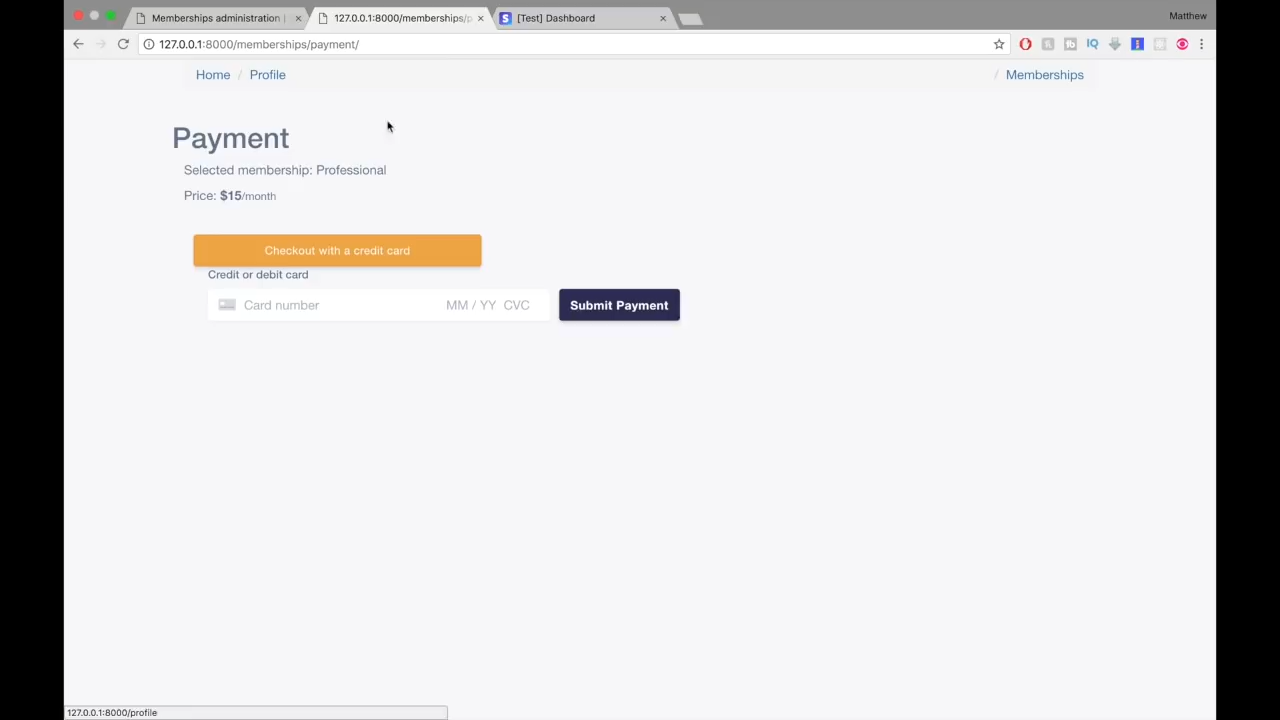 Memberships administration |
127.0.0.1:8000/memberships/p
[Test] Dashboard
Matthew
127.0.0.1:8000/memberships/payment/
IQ
Home / Profile
/ Memberships
Payment
Selected membership: Professional
Price: $15/month
Checkout with a credit card
Credit or debit card
Card number MM / YY CVC
Submit Payment
127.0.0.1:8000/profile